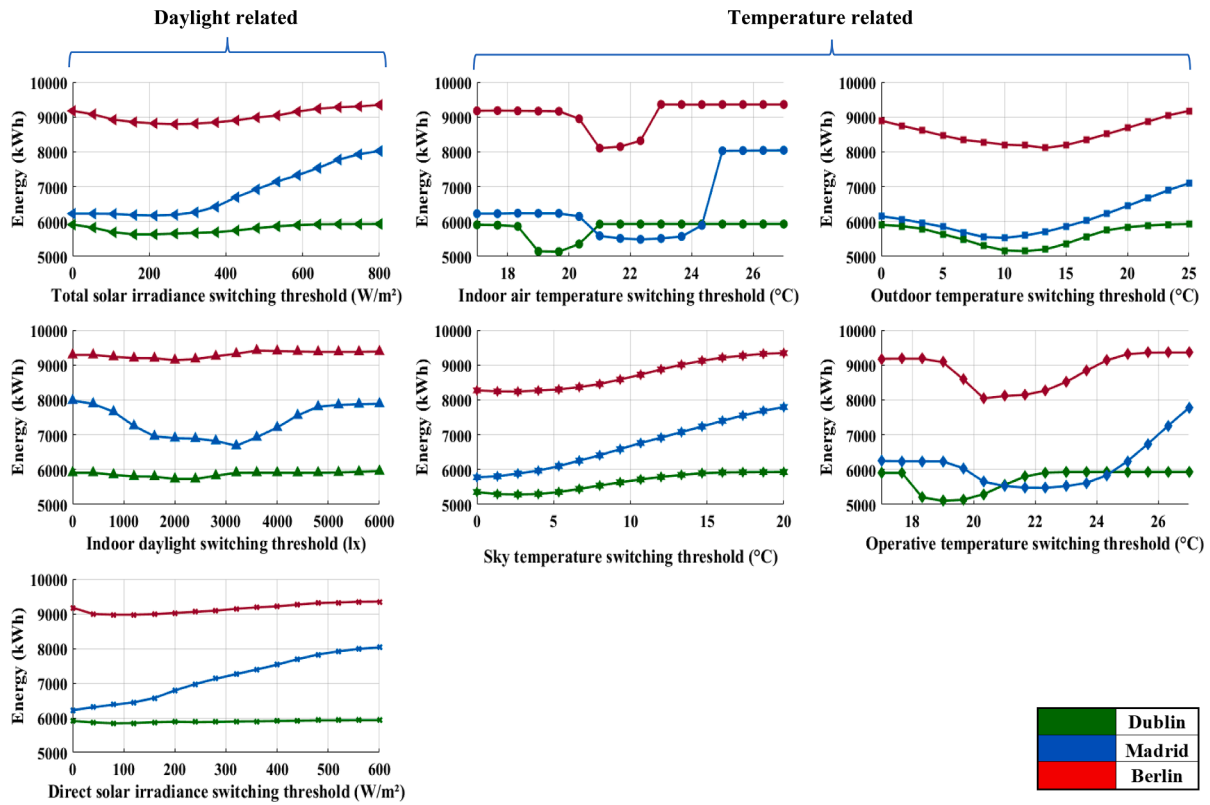 Daylight related
Temperature related
10000
9000
8000
7000
6000
5000
Energy (kWh)
0 200 400 600 800
Total solar irradiance switching threshold (W/m²)
10000
9000
8000
7000
6000
5000
Energy (kWh)
18 20 22 24 26
Indoor air temperature switching threshold (°C)
10000
9000
8000
7000
6000
5000
Energy (kWh)
0 5 10 15 20 25
Outdoor temperature switching threshold (°C)
10000
9000
8000
7000
6000
5000
Energy (kWh)
0 1000 2000 3000 4000 5000 6000
Indoor daylight switching threshold (lx)
10000
9000
8000
7000
6000
5000
Energy (kWh)
0 5 10 15 20
Sky temperature switching threshold (°C)
10000
9000
8000
7000
6000
5000
Energy (kWh)
18 20 22 24 26
Operative temperature switching threshold (°C)
10000
9000
8000
7000
6000
5000
Energy (kWh)
0 100 200 300 400 500 600
Direct solar irradiance switching threshold (W/m²)
Dublin
Madrid
Berlin